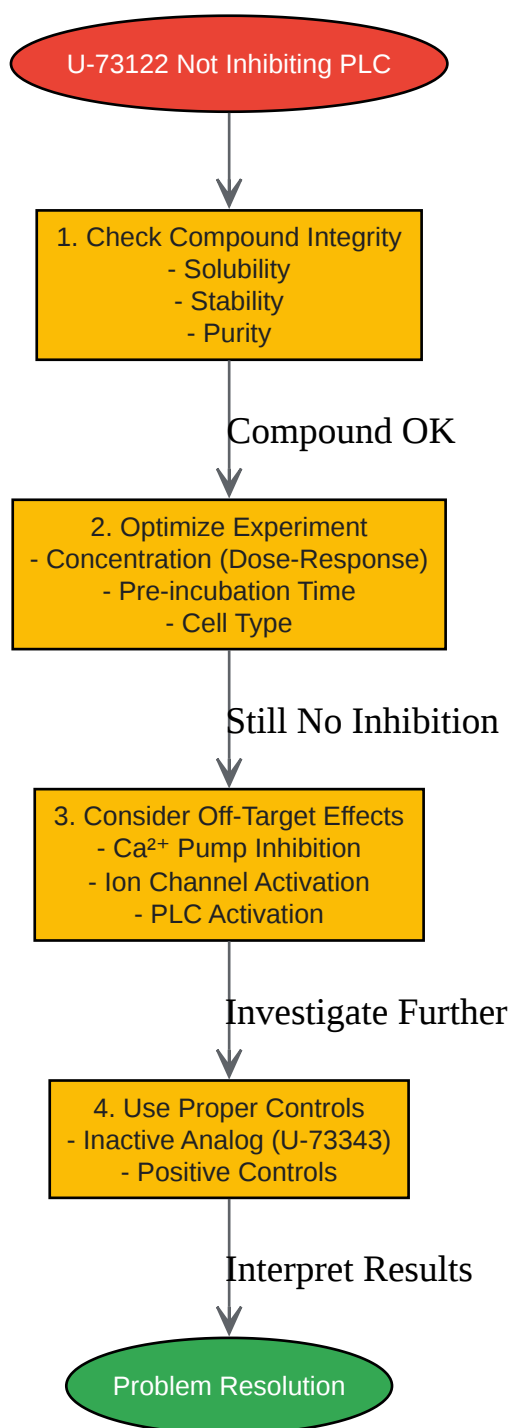 U-73122 Not Inhibiting PLC
1. Check Compound Integrity
- Solubility
- Stability
- Purity
Compound OK
2. Optimize Experiment
- Concentration (Dose-Response)
- Pre-incubation Time
- Cell Type
Still No Inhibition
3. Consider Off-Target Effects
- Ca²⁺ Pump Inhibition
- Ion Channel Activation
- PLC Activation
Investigate Further
4. Use Proper Controls
- Inactive Analog (U-73343)
- Positive Controls
Interpret Results
Problem Resolution